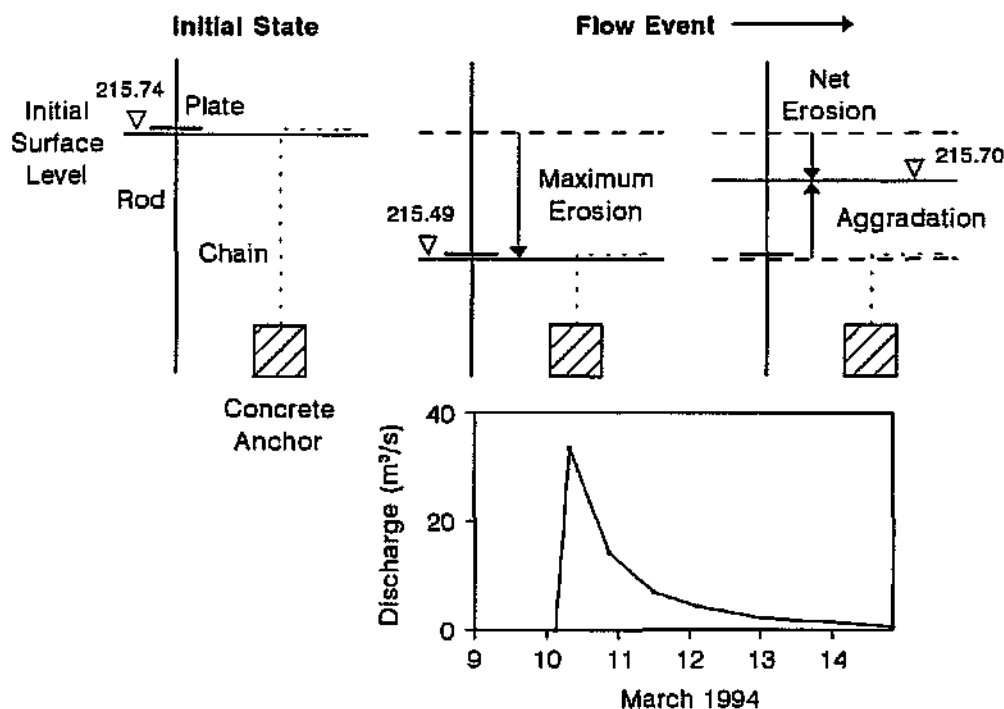 Initial State
Flow Event
215.74
Plate
Initial
Surface
Level
Rod
Chain
Concrete
Anchor
215.49
Maximum
Erosion
Net
Erosion
215.70
Aggradation
Discharge (m³/s)
40
20
0
9 10 11 12 13 14
March 1994